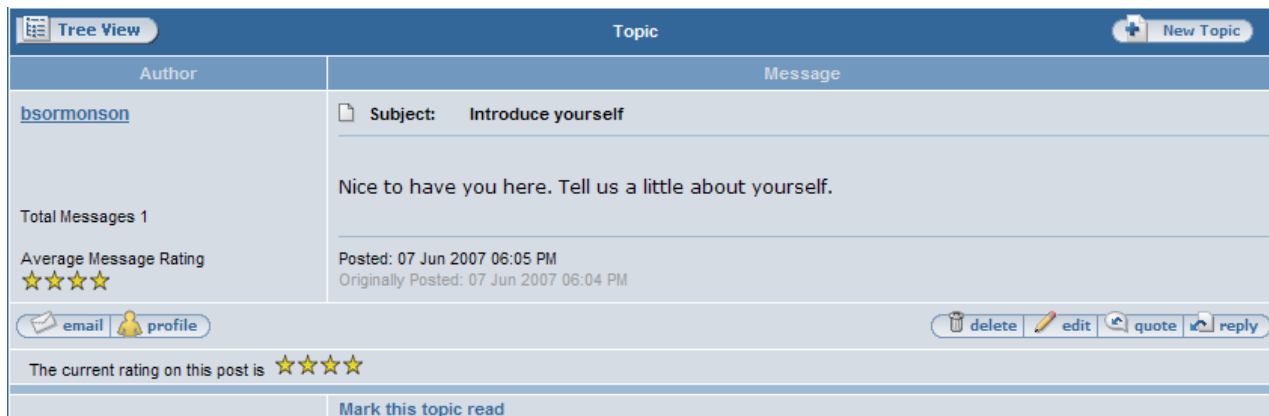 Tree View Topic New Topic
Author Message
bsormonson
Subject: Introduce yourself
Nice to have you here. Tell us a little about yourself.
Total Messages 1
Average Message Rating
Posted: 07 Jun 2007 06:05 PM
Originally Posted: 07 Jun 2007 06:04 PM
email profile delete edit quote reply
The current rating on this post is
Mark this topic read